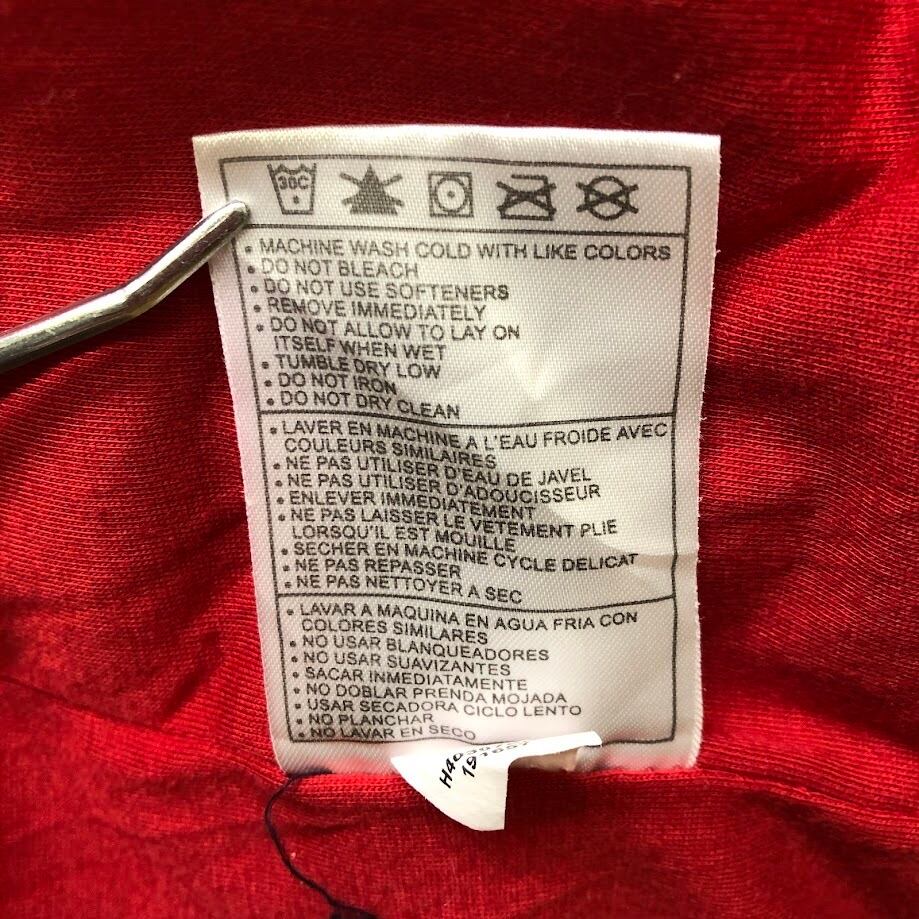 30C
• MACHINE WASH COLD WITH LIKE COLORS
• DO NOT BLEACH
• DO NOT USE SOFTENERS
• REMOVE IMMEDIATELY
• DO NOT ALLOW TO LAY ON
ITSELF WHEN WET
• TUMBLE DRY LOW
• DO NOT IRON
• DO NOT DRY CLEAN
• LAVER EN MACHINE A L'EAU FROIDE AVEC
COULEURS SIMILAIRES
• NE PAS UTILISER D'EAU DE JAVEL
• NE PAS UTILISER D'ADOUCISSEUR
• ENLEVER IMMEDIATEMENT
• NE PAS LAISSER LE VETEMENT PLIE
LORSQU'IL EST MOUILLE
• SECHER EN MACHINE CYCLE DELICAT
• NE PAS REPASSER
• NE PAS NETTOYER A SEC
• LAVAR A MAQUINA EN AGUA FRIA CON
COLORES SIMILARES
• NO USAR BLANQUEADORES
• NO USAR SUAVIZANTES
• SACAR INMEDIATAMENTE
• NO DOBLAR PRENDA MOJADA
• USAR SECADORA CICLO LENTO
• NO PLANCHAR
• NO LAVAR EN SECO